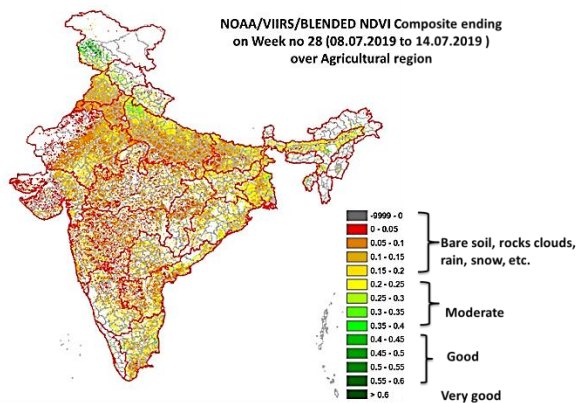 NOAA/VIIRS/BLENDED NDVI Composite ending
on Week no 28 (08.07.2019 to 14.07.2019 )
over Agricultural region
-9999 - 0
0 - 0.05
0.05 - 0.1
0.1 - 0.15
0.15 - 0.2
0.2 - 0.25
0.25 - 0.3
0.3 - 0.35
0.35 - 0.4
0.4 - 0.45
0.45 - 0.5
0.5 - 0.55
0.55 - 0.6
> 0.6
Bare soil, rocks clouds,
rain, snow, etc.
Moderate
Good
Very good